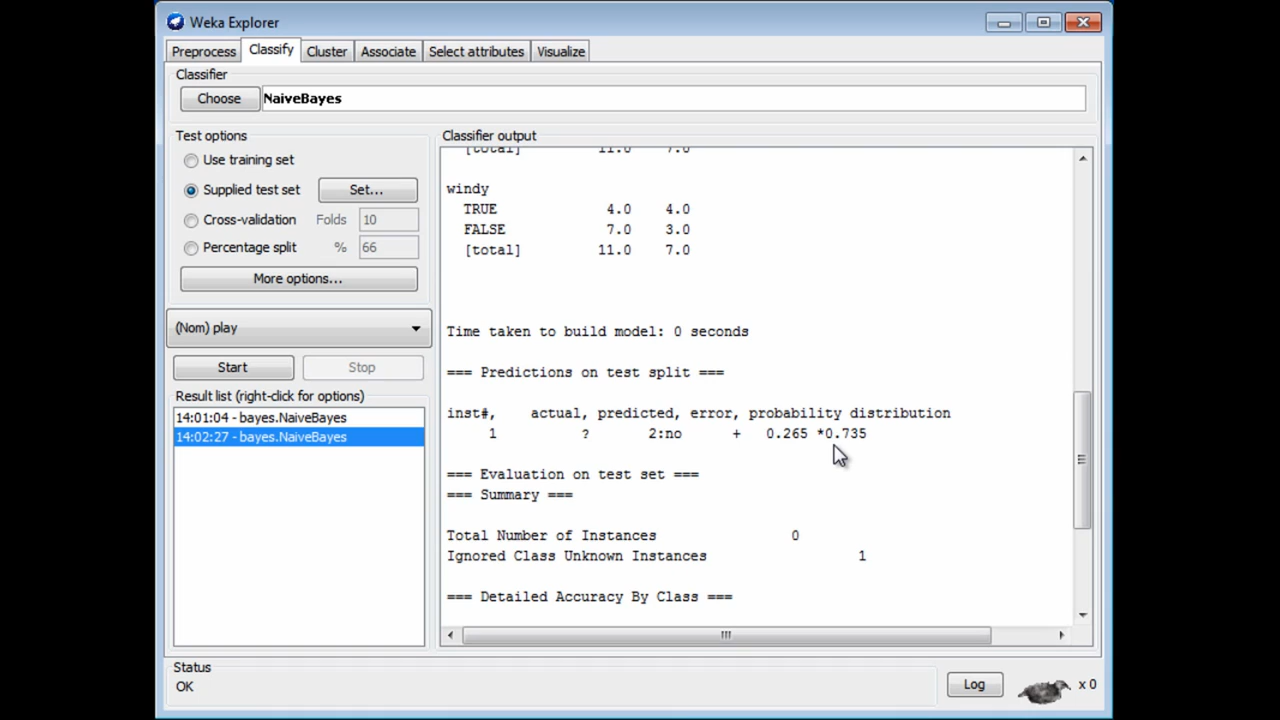 Weka Explorer
Preprocess Classify Cluster Associate Select attributes Visualize
Classifier
Choose NaiveBayes
Test options
Use training set
Supplied test set Set...
Cross-validation Folds 10
Percentage split % 66
More options...
(Nom) play
Start Stop
Result list (right-click for options)
14:01:04 - bayes.NaiveBayes
14:02:27 - bayes.NaiveBayes
Classifier output
[total] 11.0 7.0
windy
TRUE 4.0 4.0
FALSE 7.0 3.0
[total] 11.0 7.0
Time taken to build model: 0 seconds
=== Predictions on test split ===
inst#, actual, predicted, error, probability distribution
1 ? 2:no + 0.265 *0.735
=== Evaluation on test set ===
=== Summary ===
Total Number of Instances 0
Ignored Class Unknown Instances 1
=== Detailed Accuracy By Class ===
Status
OK
Log
x 0